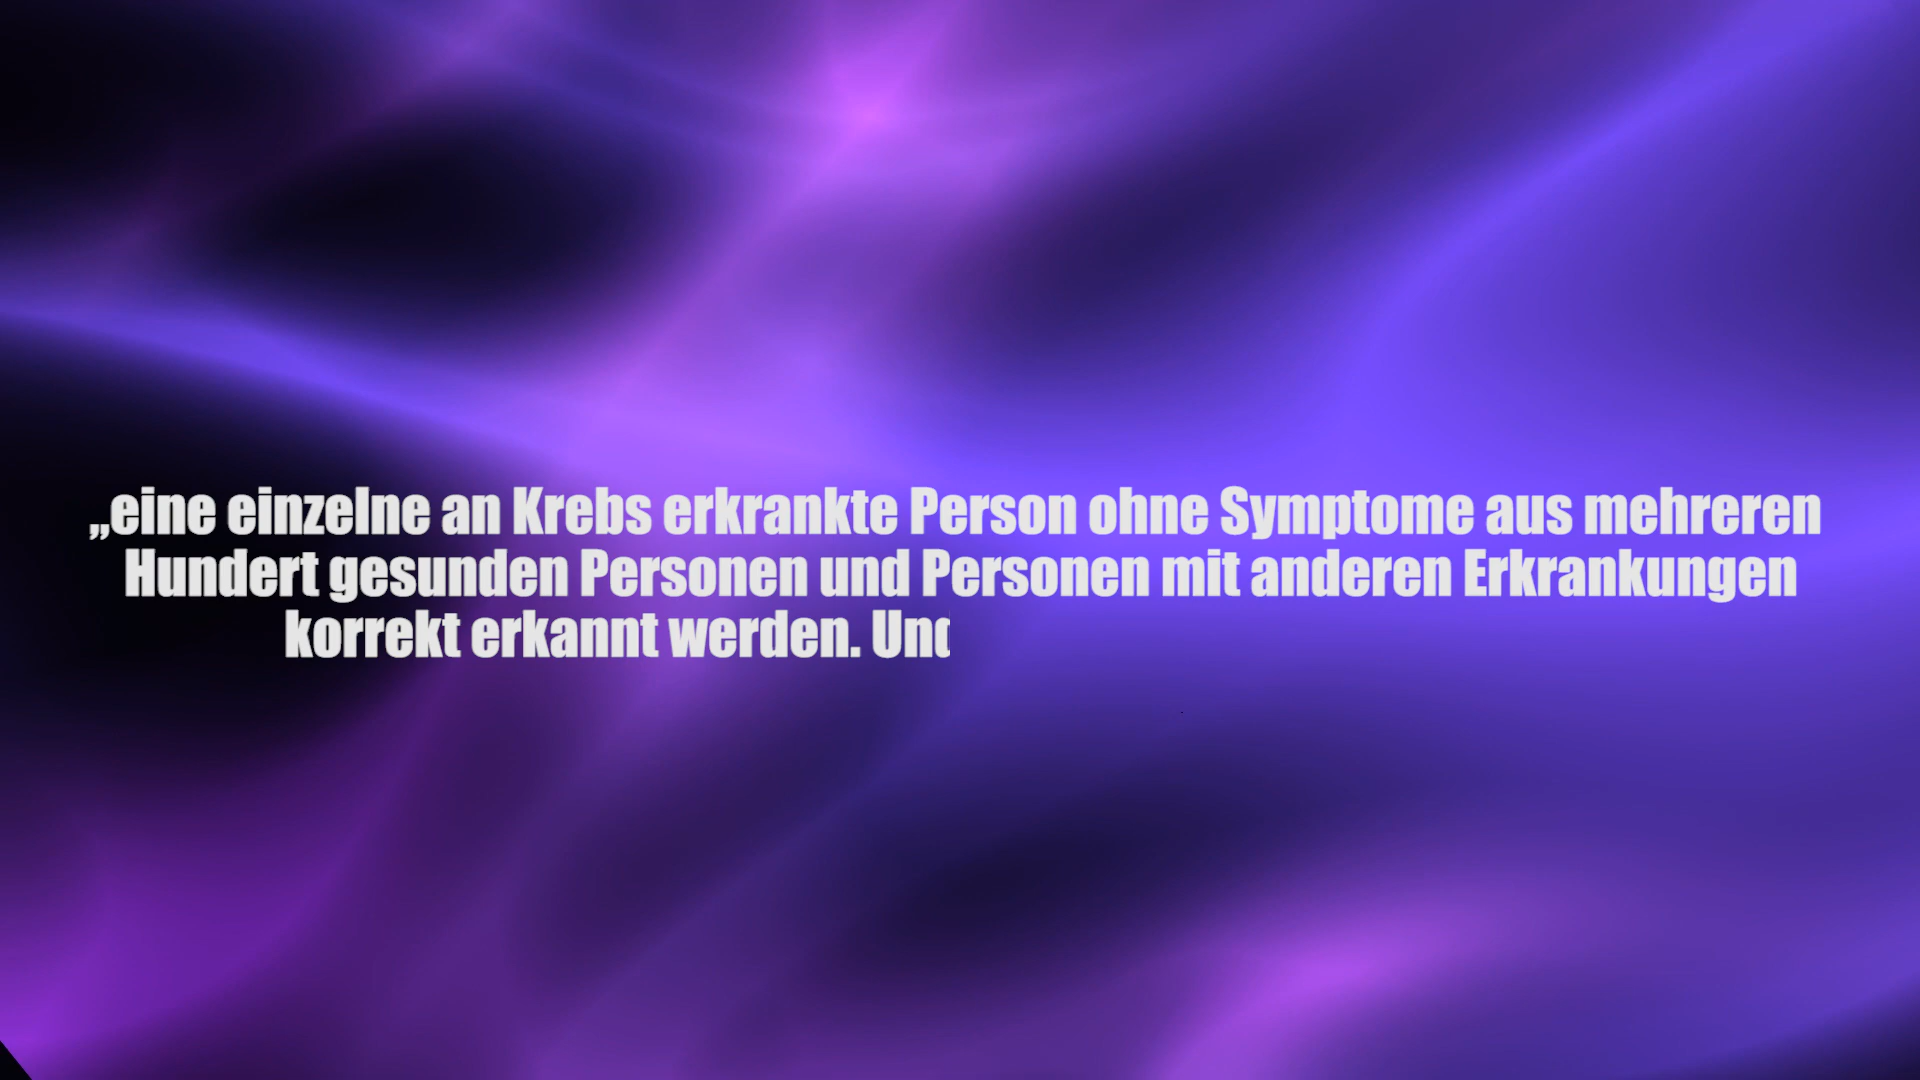 „eine einzelne an Krebs erkrankte Person ohne Symptome aus mehreren
Hundert gesunden Personen und Personen mit anderen Erkrankungen
korrekt erkannt werden. Und